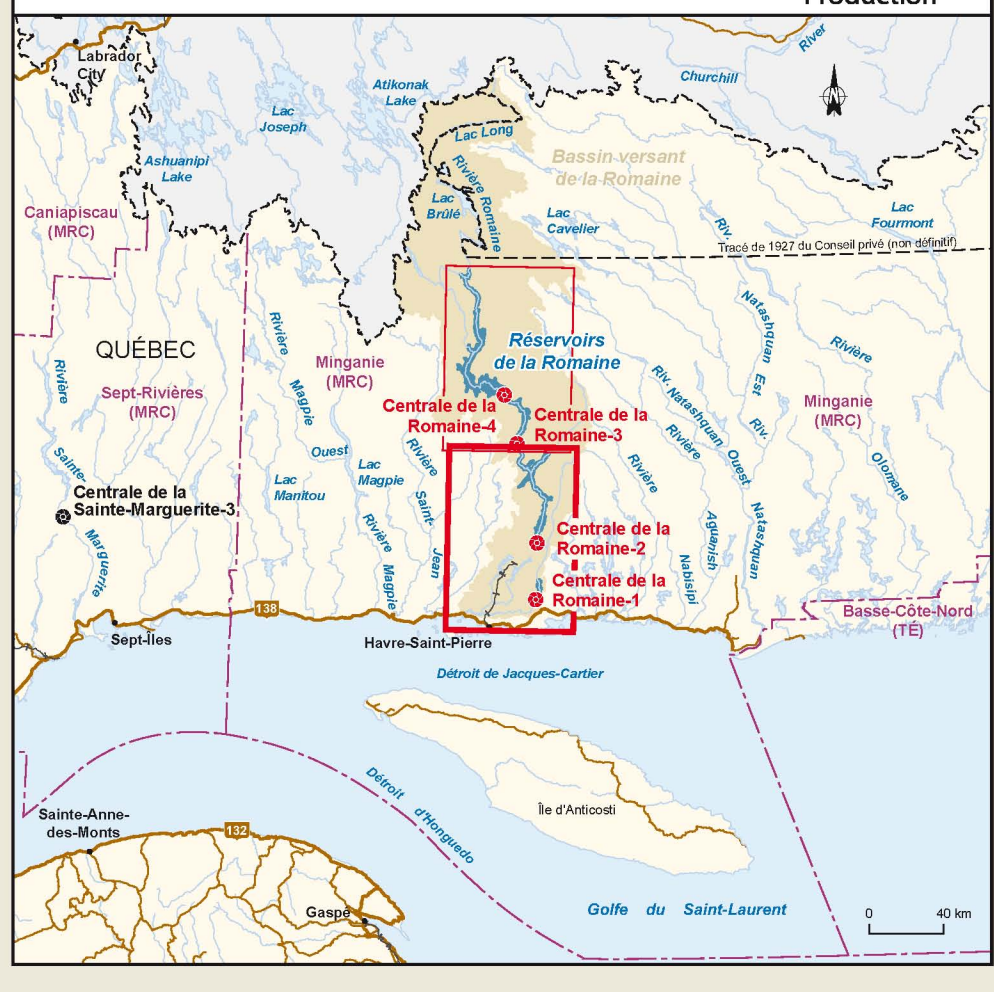 Production
Labrador
City
River
Churchill
Atikonak
Lake
Lac
Joseph
Lac Long
Ashuanipi
Lake
Bassin versant
de la Romaine
Rivière Romaine
Lac
Brûlé
Caniapiscau
(MRC)
Lac
Cavelier
Riv.
Lac
Fourmont
Tracé de 1927 du Conseil privé (non définitif)
Natashquan Est
Riv.
Rivière
Olomane
QUÉBEC
Rivière
Magpie
Ouest
Minganie
(MRC)
Réservoirs
de la Romaine
Rivière
Sainte-
Marguerite
Sept-Rivières
(MRC)
Centrale de la
Romaine-4
Centrale de la
Romaine-3
Riv. Natashquan
Ouest
Rivière
Natashquan
Minganie
(MRC)
Rivière
Saint-
Jean
Lac
Magpie
Lac
Manitou
Rivière
Aguanish
Nabisipi
Centrale de la
Sainte-Marguerite-3
Rivière
Magpie
Centrale de la
Romaine-2
Centrale de la
Romaine-1
138
Basse-Côte-Nord
(TÉ)
Sept-Îles
Havre-Saint-Pierre
Détroit de Jacques-Cartier
Détroit
d'Honguedo
Île d'Anticosti
Sainte-Anne-
des-Monts
132
Gaspé
Golfe du Saint-Laurent
0 40 km